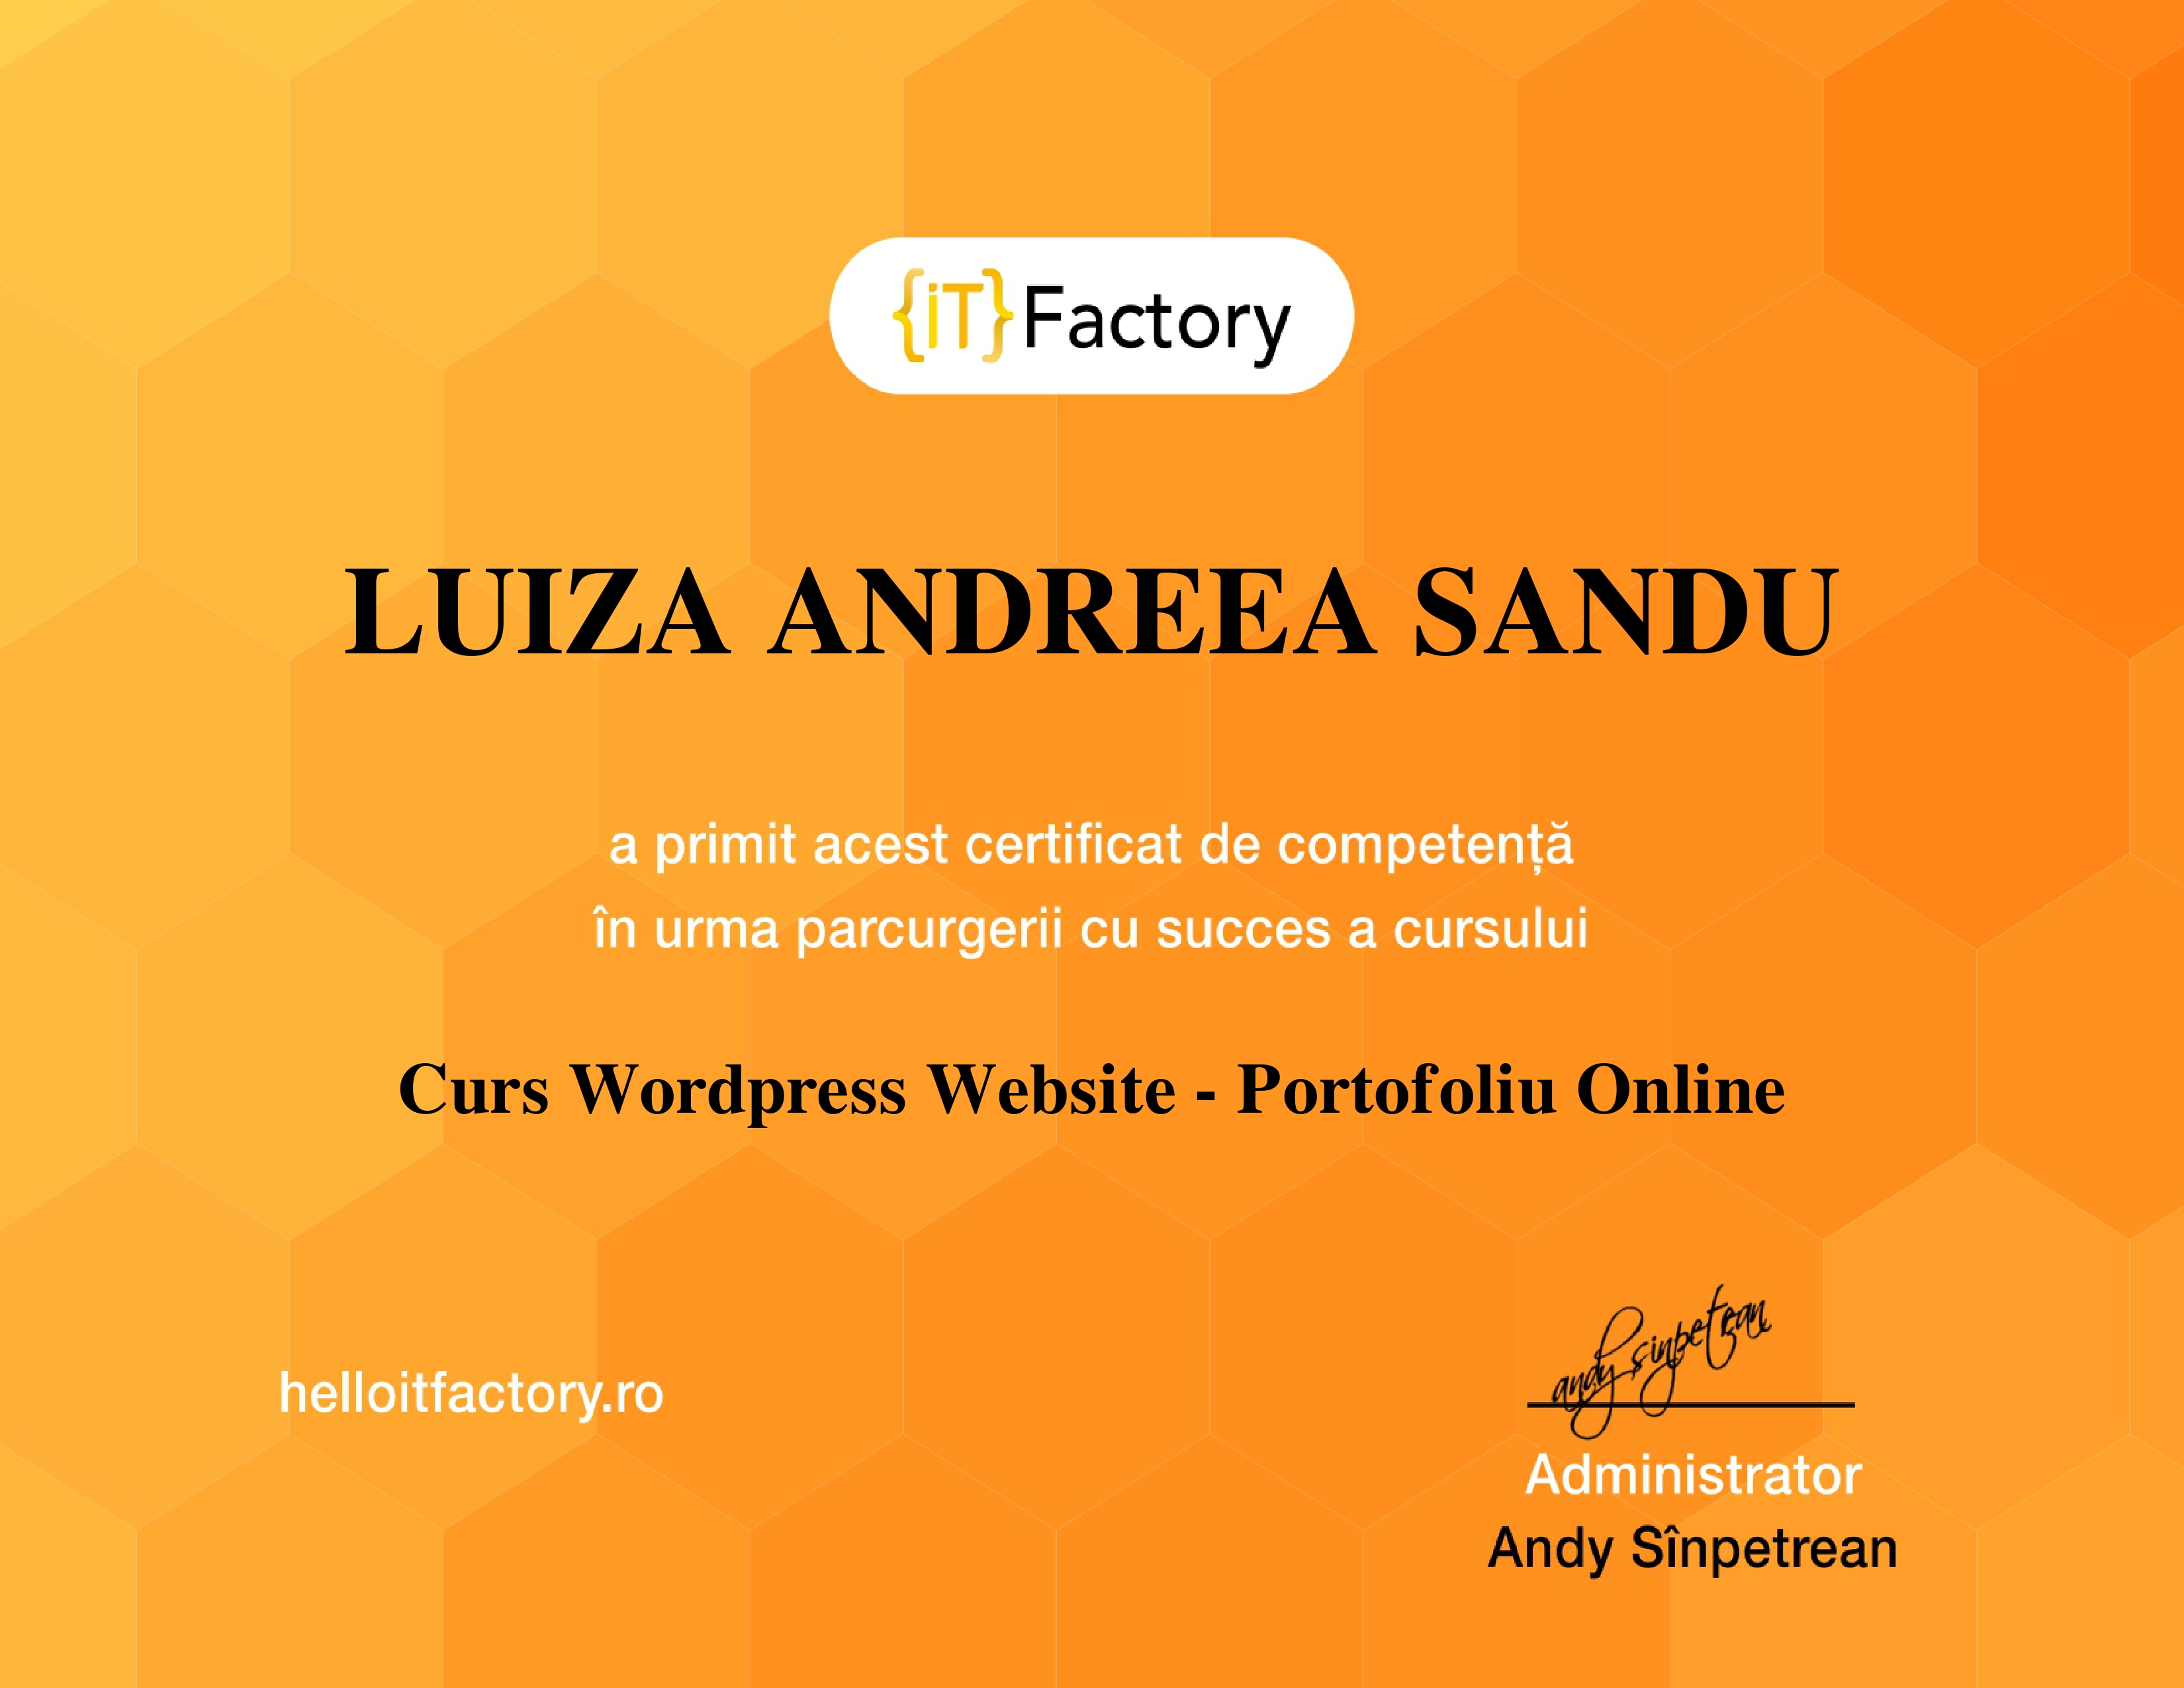 {iT} Factory
LUIZA ANDREEA SANDU
a primit acest certificat de competență
în urma parcurgerii cu succes a cursului
Curs Wordpress Website - Portofoliu Online
andy sinpetrean
helloitfactory.ro
Administrator
Andy Sînpetrean